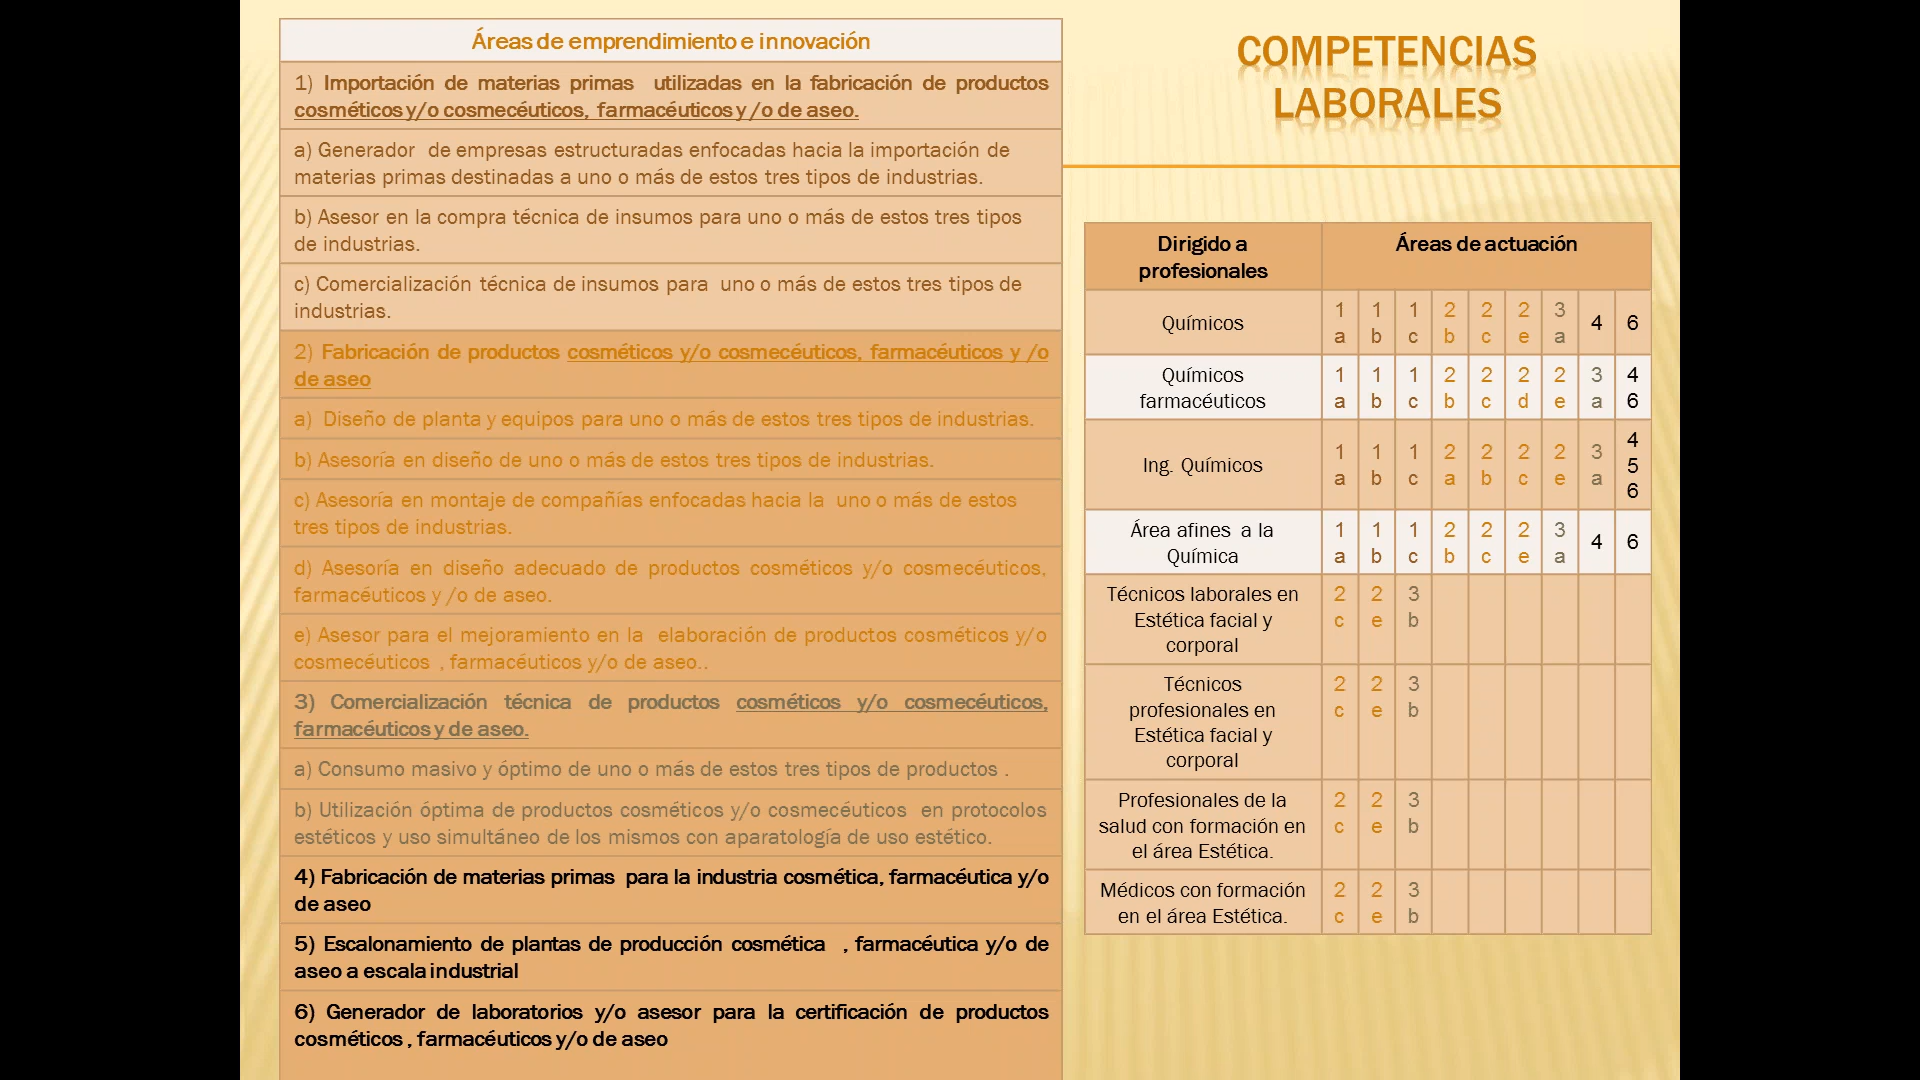 Áreas de emprendimiento e innovación
1) Importación de materias primas utilizadas en la fabricación de productos
cosméticos y/o cosmecéuticos, farmacéuticos y /o de aseo.
a) Generador de empresas estructuradas enfocadas hacia la importación de
materias primas destinadas a uno o más de estos tres tipos de industrias.
b) Asesor en la compra técnica de insumos para uno o más de estos tres tipos
de industrias.
c) Comercialización técnica de insumos para uno o más de estos tres tipos de
industrias.
2) Fabricación de productos cosméticos y/o cosmecéuticos, farmacéuticos y /o
de aseo
a) Diseño de planta y equipos para uno o más de estos tres tipos de industrias.
b) Asesoría en diseño de uno o más de estos tres tipos de industrias.
c) Asesoría en montaje de compañías enfocadas hacia la uno o más de estos
tres tipos de industrias.
d) Asesoría en diseño adecuado de productos cosméticos y/o cosmecéuticos,
farmacéuticos y /o de aseo.
e) Asesor para el mejoramiento en la elaboración de productos cosméticos y/o
cosmecéuticos , farmacéuticos y/o de aseo..
3) Comercialización técnica de productos cosméticos y/o cosmecéuticos,
farmacéuticos y de aseo.
a) Consumo masivo y óptimo de uno o más de estos tres tipos de productos .
b) Utilización óptima de productos cosméticos y/o cosmecéuticos en protocolos
estéticos y uso simultáneo de los mismos con aparatología de uso estético.
4) Fabricación de materias primas para la industria cosmética, farmacéutica y/o
de aseo
5) Escalonamiento de plantas de producción cosmética , farmacéutica y/o de
aseo a escala industrial
6) Generador de laboratorios y/o asesor para la certificación de productos
cosméticos , farmacéuticos y/o de aseo
COMPETENCIAS
LABORALES
Dirigido a
profesionales
Áreas de actuación
Químicos
1 1 1 2 2 2 3 4 6
a b c b c e a
Químicos
farmacéuticos
1 1 1 2 2 2 2 3 4
a b c b c d e a 6
Ing. Químicos
4
1 1 1 2 2 2 2 3 5
a b c a b c e a 6
Área afines a la
Química
1 1 1 2 2 2 3 4 6
a b c b c e a
Técnicos laborales en
Estética facial y
corporal
2 2 3
c e b
Técnicos
profesionales en
Estética facial y
corporal
2 2 3
c e b
Profesionales de la
salud con formación en
el área Estética.
2 2 3
c e b
Médicos con formación
en el área Estética.
2 2 3
c e b